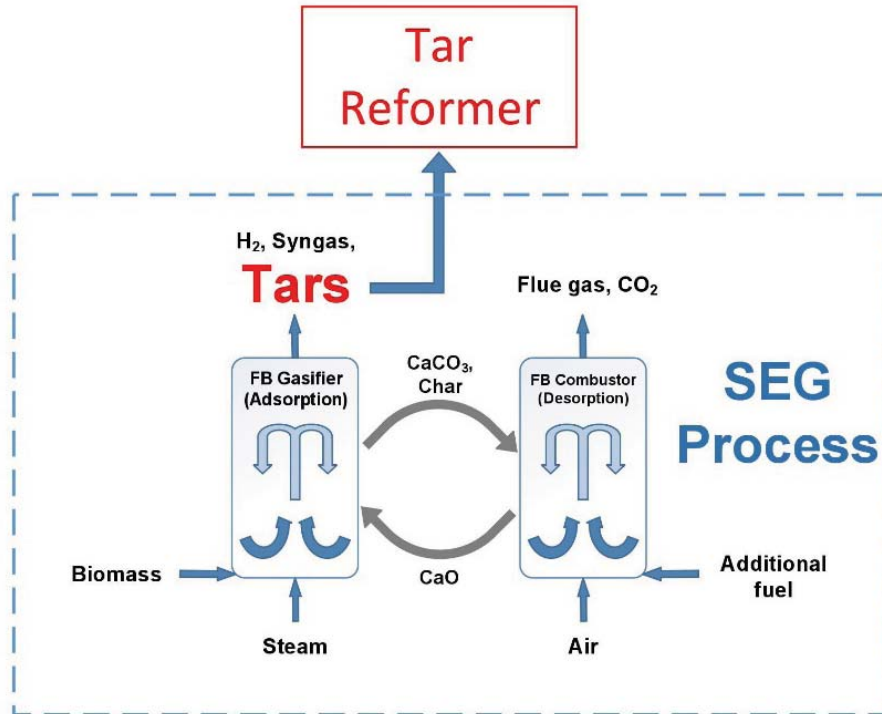 Tar
Reformer
H₂, Syngas,
Tars
Flue gas, CO₂
FB Gasifier
(Adsorption)
CaCO₃,
Char
FB Combustor
(Desorption)
SEG
Process
Biomass
CaO
Additional
fuel
Steam
Air